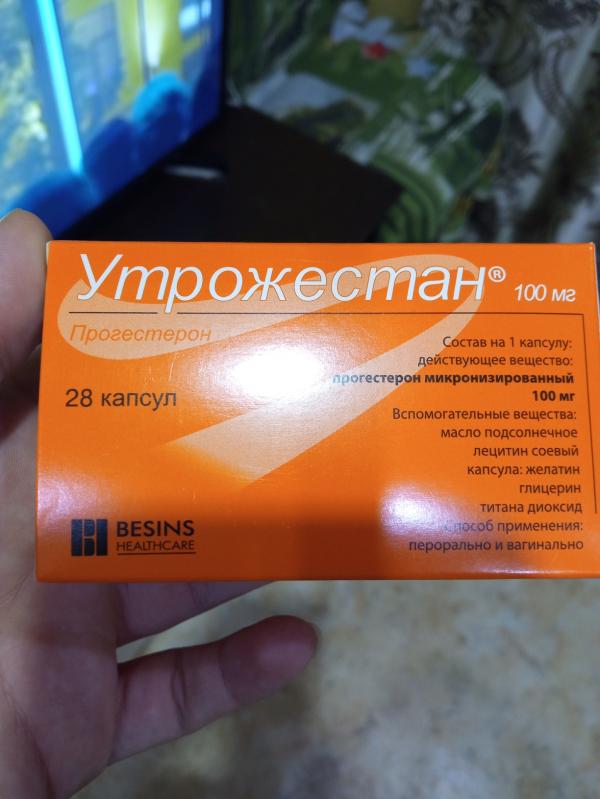 Утрожестан® 100 мг
Прогестерон
28 капсул
Состав на 1 капсулу:
действующее вещество:
прогестерон микронизированный
100 мг
Вспомогательные вещества:
масло подсолнечное
лецитин соевый
капсула: желатин
глицерин
титана диоксид
Способ применения:
перорально и вагинально
BESINS
HEALTHCARE